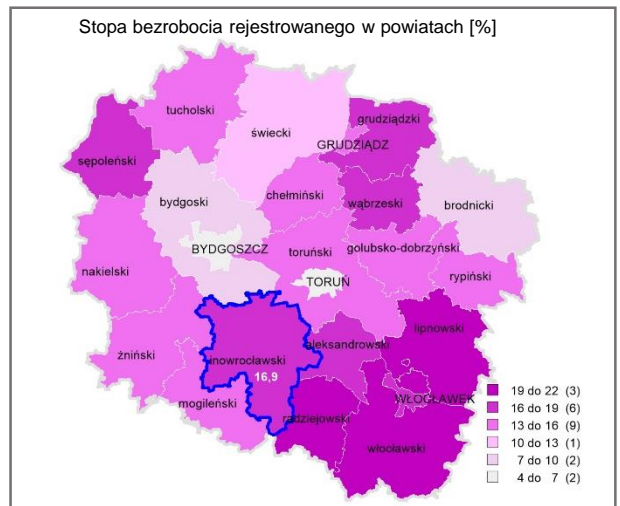 Stopa bezrobocia rejestrowanego w powiatach [%]
tucholski
świecki
grudziądzki
GRUDZIĄDZ
sępoleński
chełmiński
wąbrzeski
bydgoski
brodnicki
BYDGOSZCZ
toruński
golubsko-dobrzyński
nakielski
TORUŃ
rypiński
lipnowski
żniński
inowrocławski
aleksandrowski
16,9
WŁOCŁAWEK
mogileński
radziejowski
włocławski
19 do 22 (3)
16 do 19 (6)
13 do 16 (9)
10 do 13 (1)
7 do 10 (2)
4 do 7 (2)